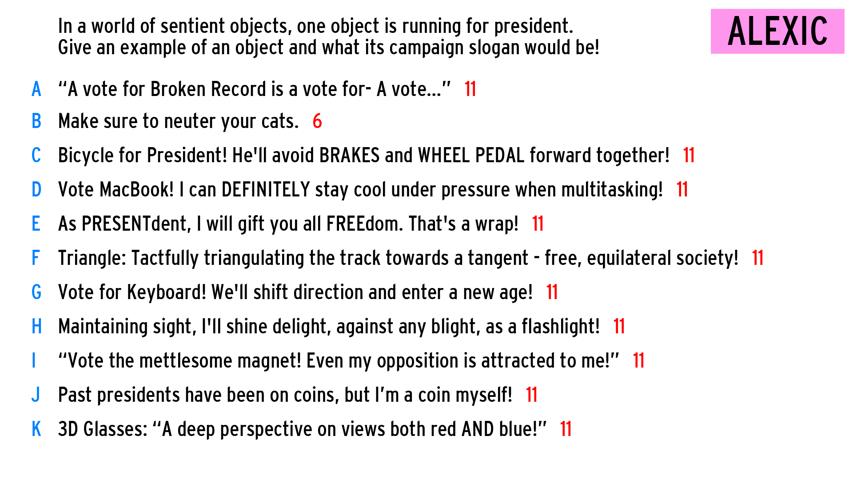 In a world of sentient objects, one object is running for president.
Give an example of an object and what its campaign slogan would be!
ALEXIC
A “A vote for Broken Record is a vote for- A vote...” 11
B Make sure to neuter your cats. 6
C Bicycle for President! He'll avoid BRAKES and WHEEL PEDAL forward together! 11
D Vote MacBook! I can DEFINITELY stay cool under pressure when multitasking! 11
E As PRESENTdent, I will gift you all FREEdom. That's a wrap! 11
F Triangle: Tactfully triangulating the track towards a tangent - free, equilateral society! 11
G Vote for Keyboard! We'll shift direction and enter a new age! 11
H Maintaining sight, I'll shine delight, against any blight, as a flashlight! 11
I “Vote the mettlesome magnet! Even my opposition is attracted to me!” 11
J Past presidents have been on coins, but I’m a coin myself! 11
K 3D Glasses: “A deep perspective on views both red AND blue!” 11